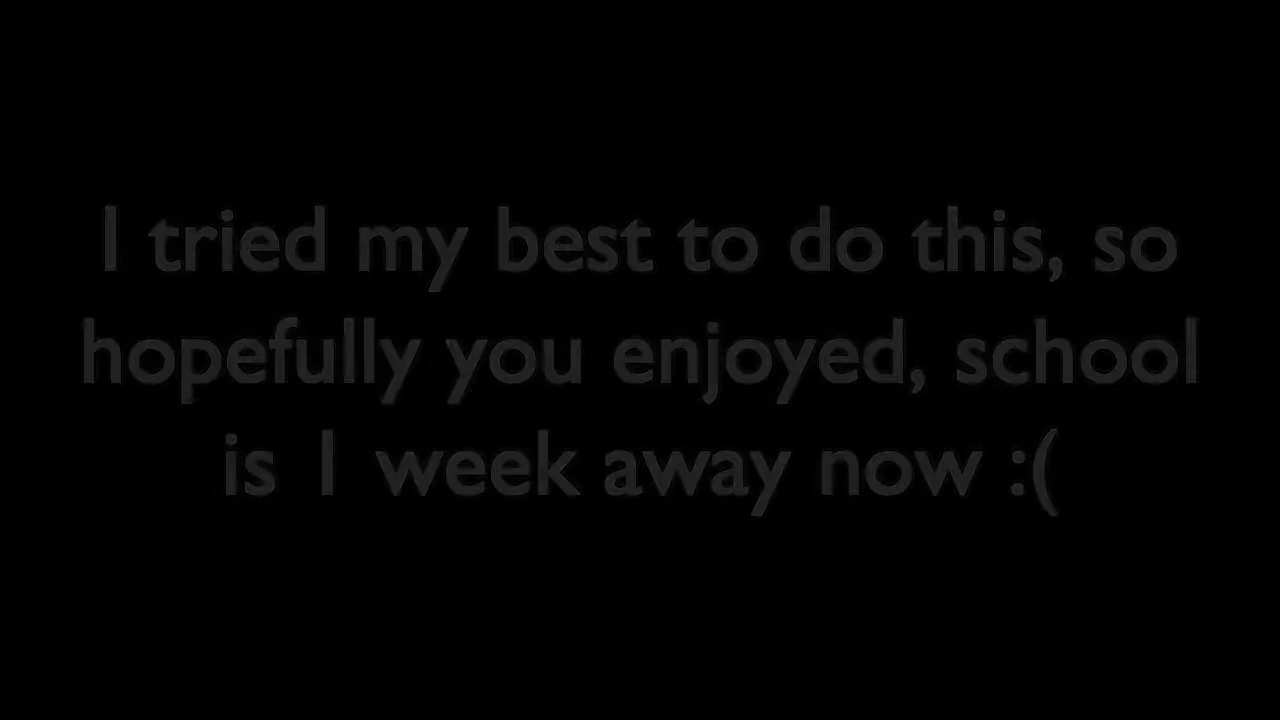 I tried my best to do this, so
hopefully you enjoyed, school
is 1 week away now :(